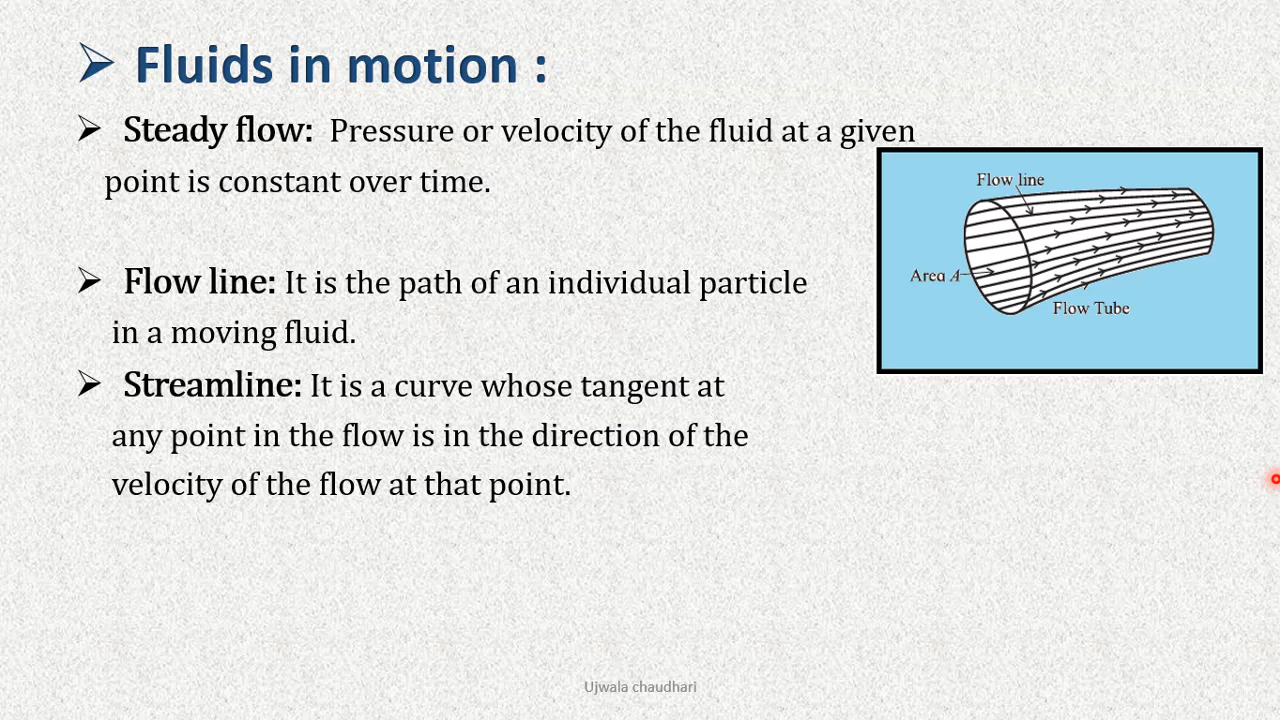 Fluids in motion :
Steady flow: Pressure or velocity of the fluid at a given
point is constant over time.
Flow line: It is the path of an individual particle
in a moving fluid.
Streamline: It is a curve whose tangent at
any point in the flow is in the direction of the
velocity of the flow at that point.
Flow line
Area A
Flow Tube
Ujwala chaudhari